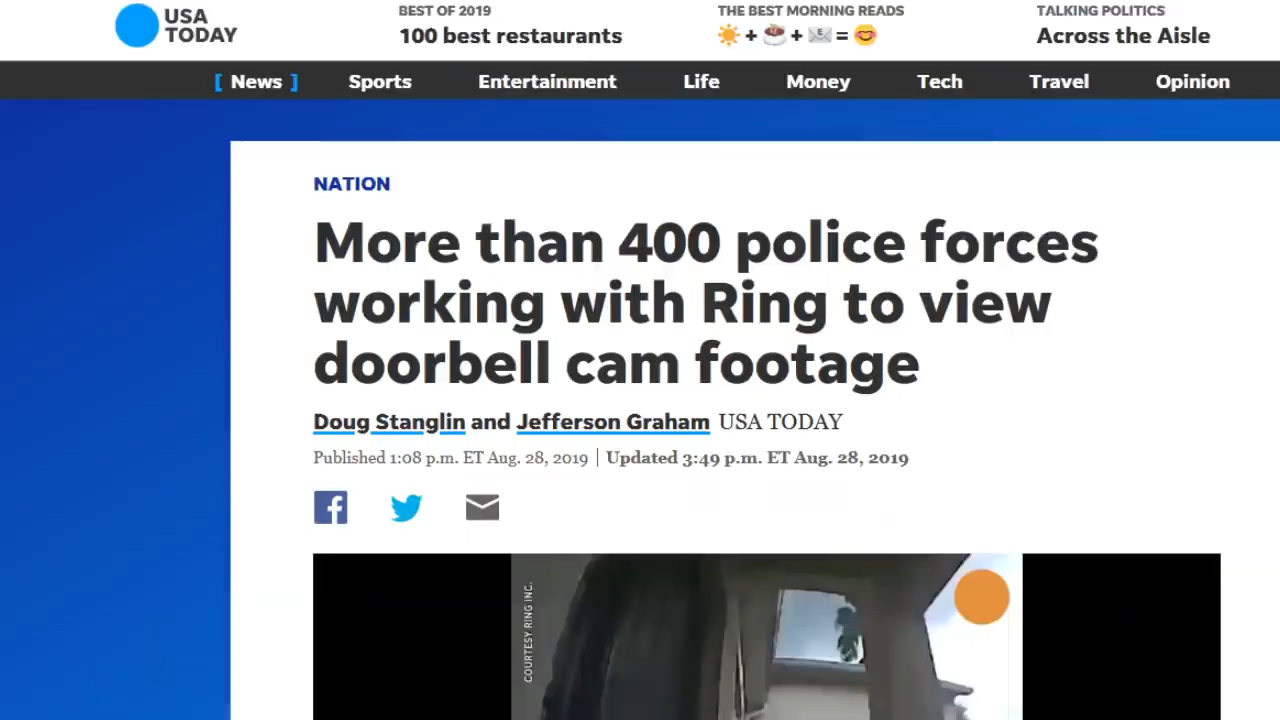 USA
TODAY
BEST OF 2019
100 best restaurants
THE BEST MORNING READS
☀️ + ☕ + 📧 = 😊
TALKING POLITICS
Across the Aisle
[ News ]
Sports
Entertainment
Life
Money
Tech
Travel
Opinion
NATION
More than 400 police forces
working with Ring to view
doorbell cam footage
Doug Stanglin and Jefferson Graham USA TODAY
Published 1:08 p.m. ET Aug. 28, 2019 | Updated 3:49 p.m. ET Aug. 28, 2019
COURTESY RING INC.